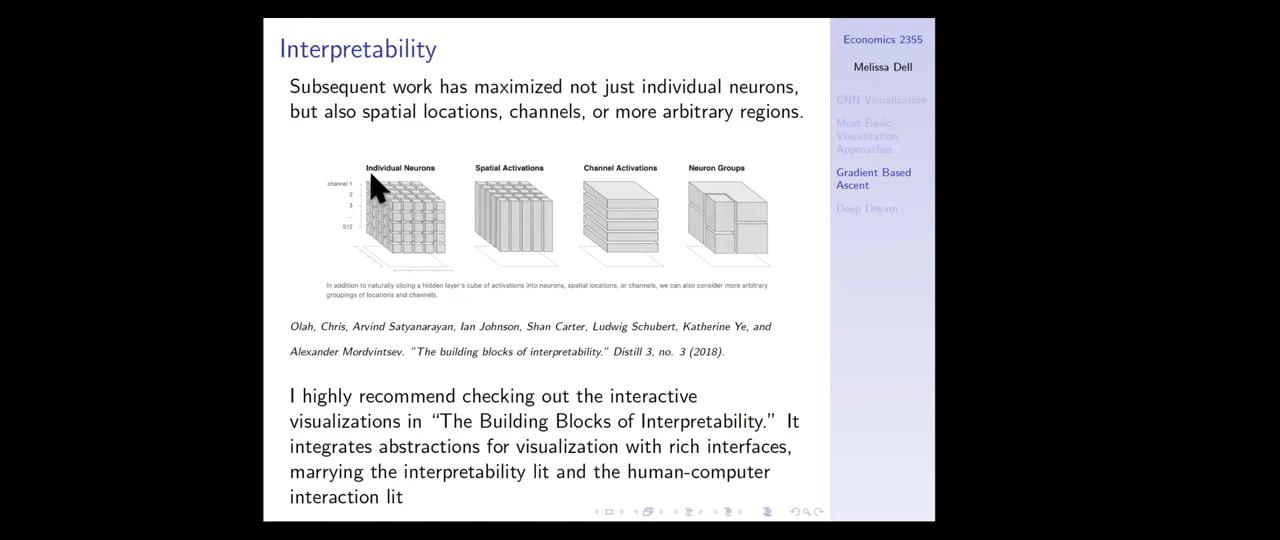 Interpretability
Subsequent work has maximized not just individual neurons,
but also spatial locations, channels, or more arbitrary regions.
Individual Neurons
Spatial Activations
Channel Activations
Neuron Groups
channel 1
2
3
...
512
In addition to naturally slicing a hidden layer's cube of activations into neurons, spatial locations, or channels, we can also consider more arbitrary
groupings of locations and channels.
Olah, Chris, Arvind Satyanarayan, Ian Johnson, Shan Carter, Ludwig Schubert, Katherine Ye, and
Alexander Mordvintsev. "The building blocks of interpretability." Distill 3, no. 3 (2018).
I highly recommend checking out the interactive
visualizations in “The Building Blocks of Interpretability.” It
integrates abstractions for visualization with rich interfaces,
marrying the interpretability lit and the human-computer
interaction lit
Economics 2355
Melissa Dell
CNN Visualization
Most Basic
Visualization
Approaches
Gradient Based
Ascent
Deep Dream